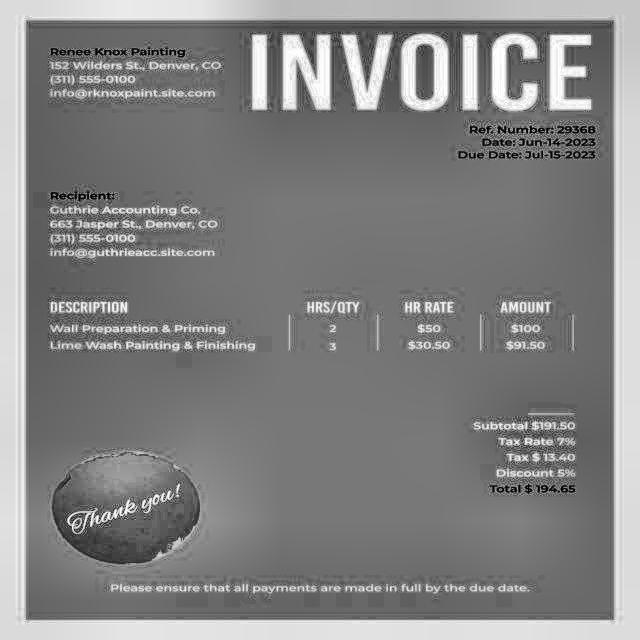 Renee Knox Painting
152 Wilders St., Denver, CO
(311) 555-0100
info@rknoxpaint.site.com
INVOICE
Ref. Number: 29368
Date: Jun-14-2023
Due Date: Jul-15-2023
Recipient:
Guthrie Accounting Co.
663 Jasper St., Denver, CO
(311) 555-0100
info@guthrieacc.site.com
DESCRIPTION HRS/QTY HR RATE AMOUNT
Wall Preparation & Priming 2 $50 $100
Lime Wash Painting & Finishing 3 $30.50 $91.50
Subtotal $191.50
Tax Rate 7%
Tax $ 13.40
Discount 5%
Total $ 194.65
Thank you!
Please ensure that all payments are made in full by the due date.